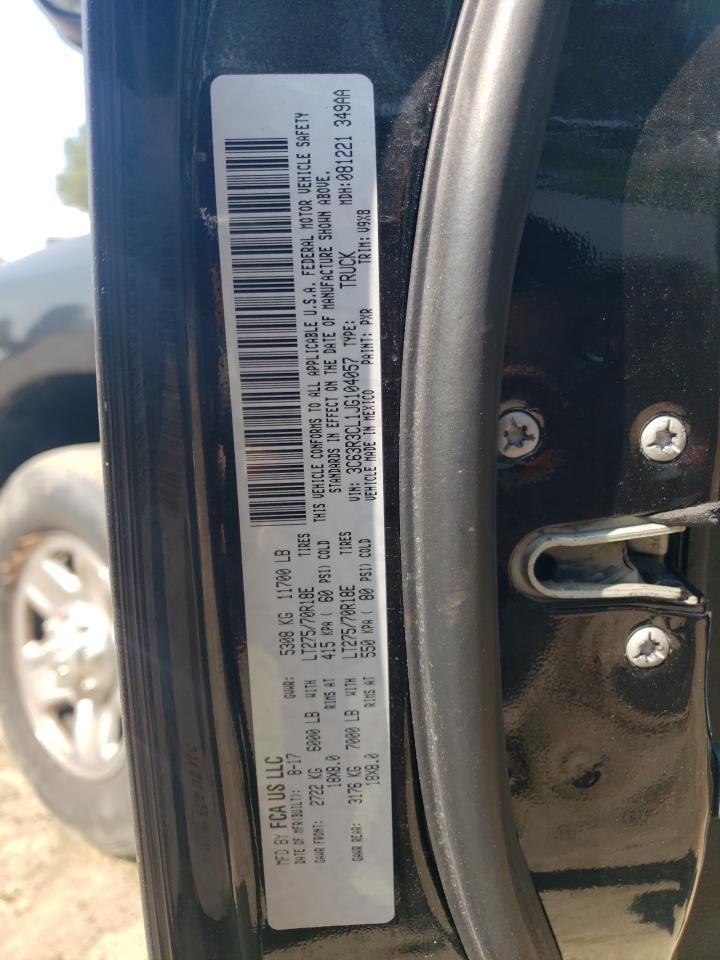 MFD BY FCA US LLC
DATE OF MFR(BUILT): 8-17 GVWR: 5308 KG 11700 LB
GAWR FRONT: 2722 KG 6000 LB WITH LT275/70R18E TIRES
18X8.0 RIMS AT 415 KPA ( 60 PSI) COLD
GAWR REAR: 3176 KG 7000 LB WITH LT275/70R18E TIRES
18X8.0 RIMS AT 550 KPA ( 80 PSI) COLD
THIS VEHICLE CONFORMS TO ALL APPLICABLE U.S.A. FEDERAL MOTOR VEHICLE SAFETY
STANDARDS IN EFFECT ON THE DATE OF MANUFACTURE SHOWN ABOVE.
VIN: 3C63R3CL1JG104057 TYPE: TRUCK MDH:081221 349AA
VEHICLE MADE IN MEXICO PAINT: PXR TRIM: V9X8